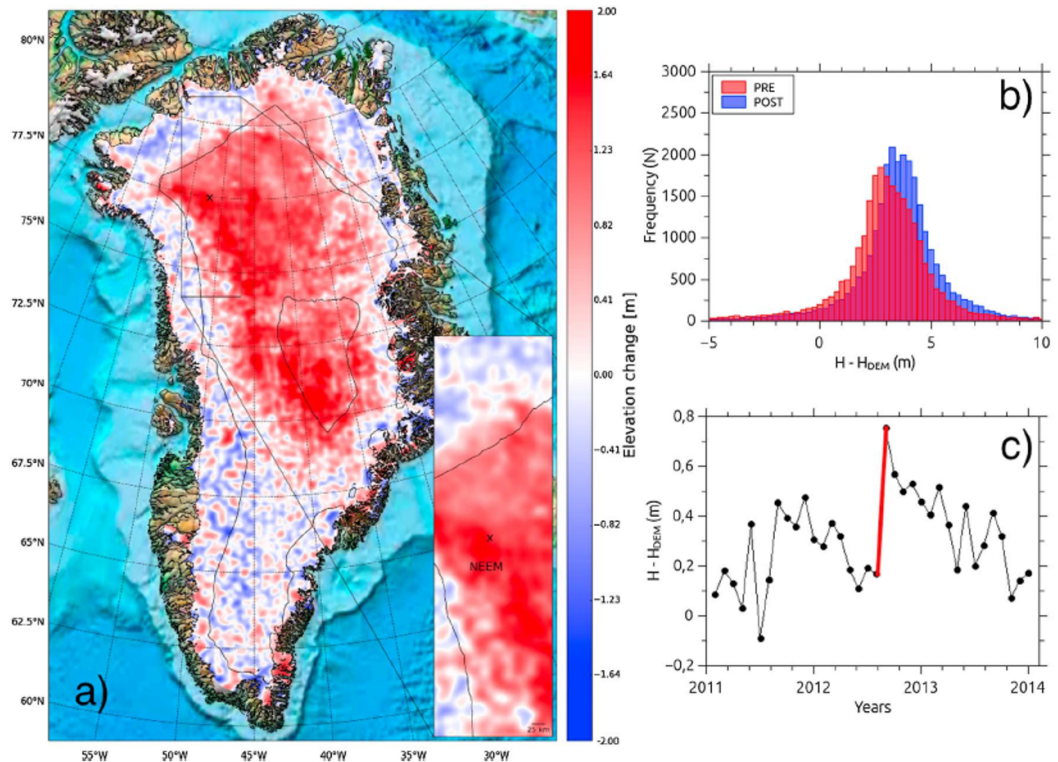 a)
80°N
77.5°N
75°N
72.5°N
70°N
67.5°N
65°N
62.5°N
60°N
55°W
50°W
45°W
40°W
35°W
30°W
NEEM
25 km
2.00
1.64
1.23
0.82
0.41
0.00
−0.41
−0.82
−1.23
−1.64
−2.00
Elevation change [m]
b)
PRE
POST
3000
2500
2000
1500
1000
500
0
Frequency (N)
−5
0
5
10
H - HDEM (m)
c)
0,8
0,6
0,4
0,2
0
−0,2
H - HDEM (m)
2011
2012
2013
2014
Years